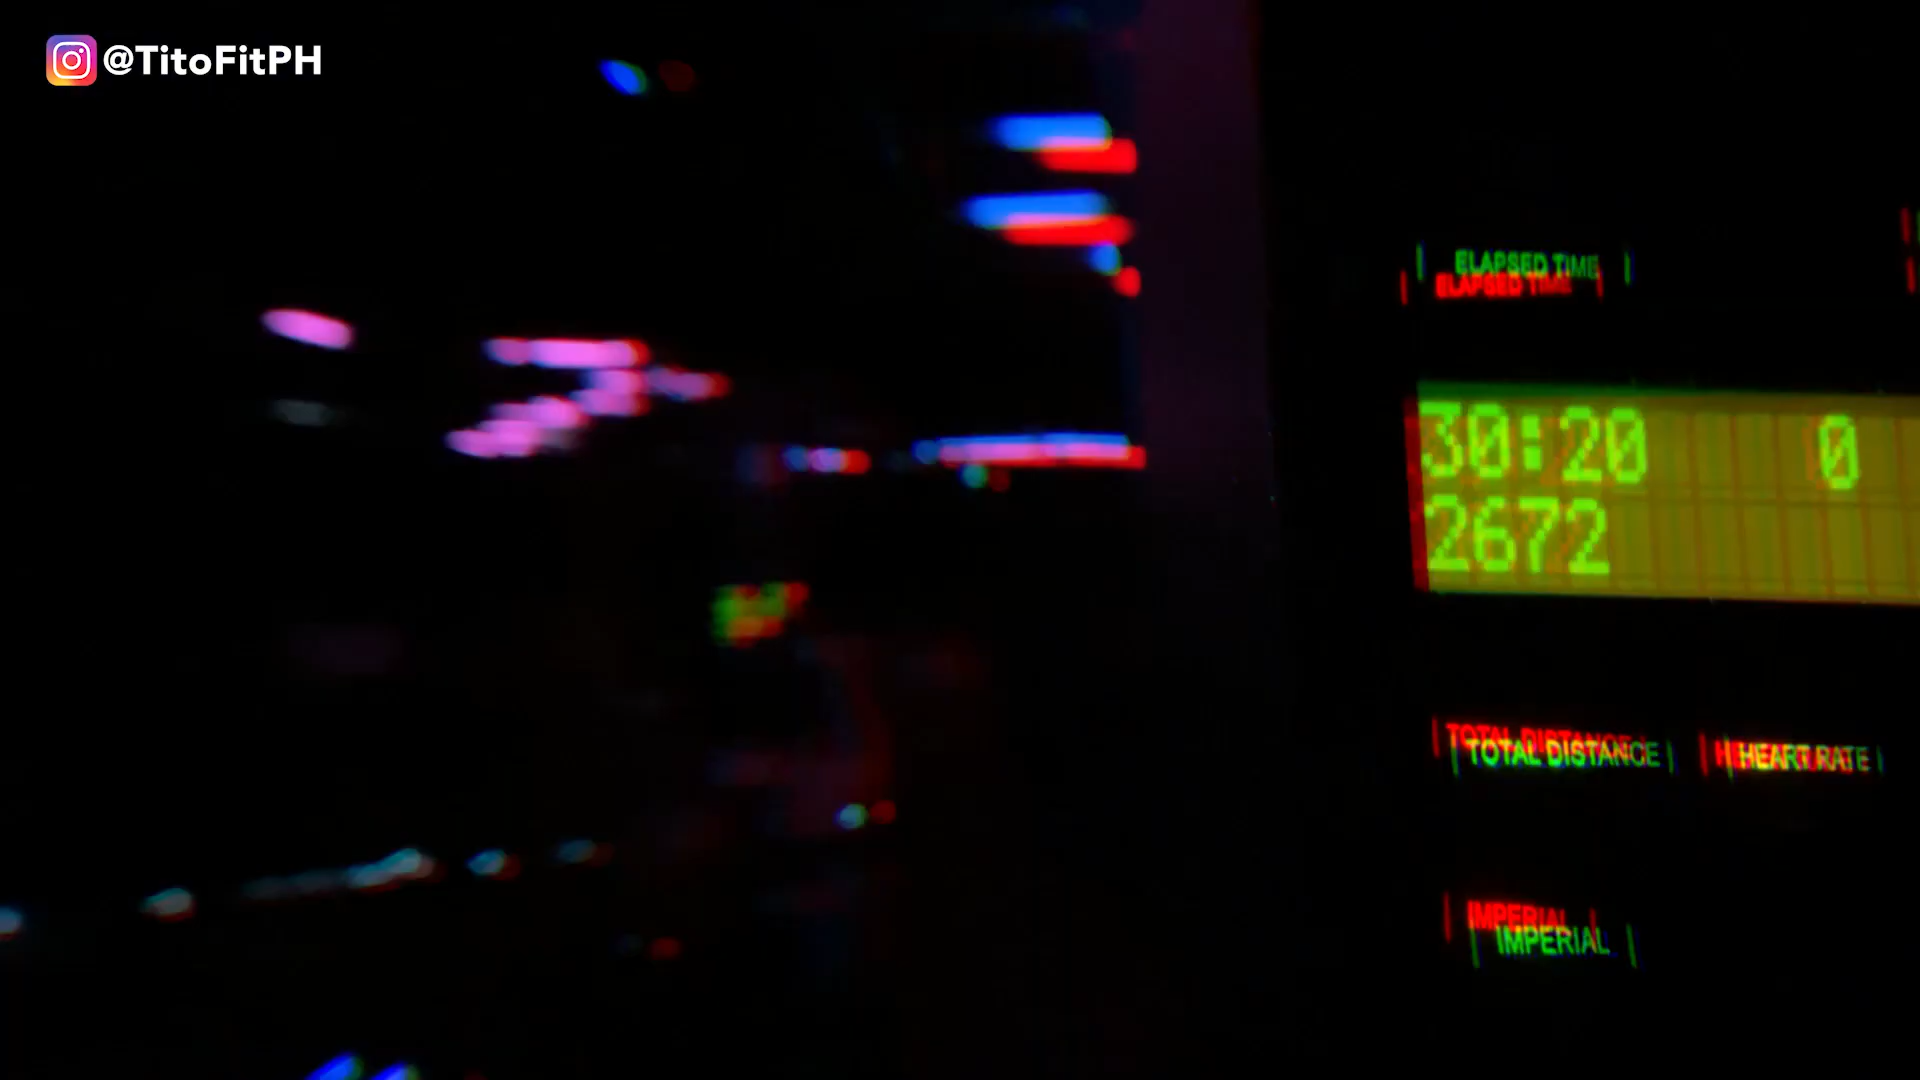 @TitoFitPH
ELAPSED TIME
30:20 0
2672
TOTAL DISTANCE HEART RATE
IMPERIAL